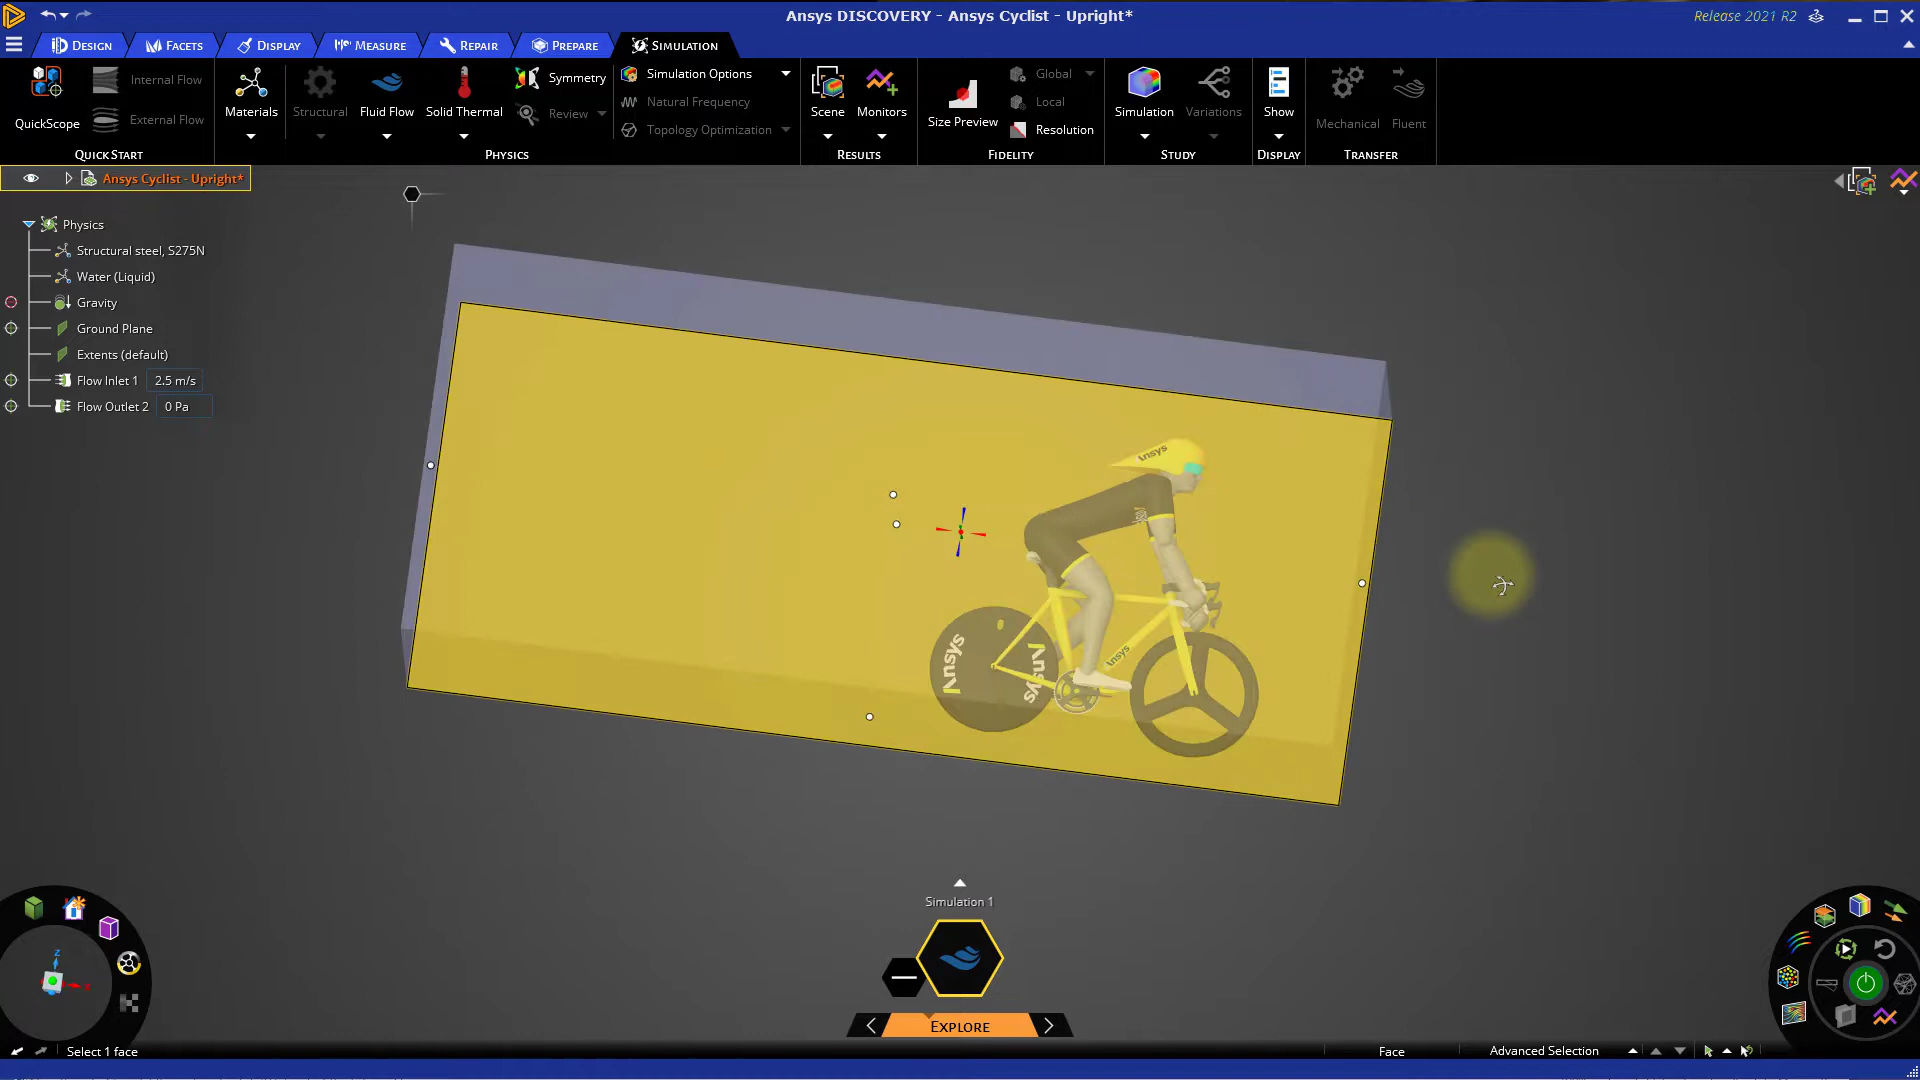 Ansys DISCOVERY - Ansys Cyclist - Upright*
Release 2021 R2
DESIGN
FACETS
DISPLAY
MEASURE
REPAIR
PREPARE
SIMULATION
QuickScope
Internal Flow
External Flow
QUICKSTART
Materials
Structural
Fluid Flow
Solid Thermal
Symmetry
Review
PHYSICS
Simulation Options
Natural Frequency
Topology Optimization
Scene
Monitors
RESULTS
Size Preview
Global
Local
Resolution
FIDELITY
Simulation
Variations
STUDY
Show
DISPLAY
Mechanical
Fluent
TRANSFER
Ansys Cyclist - Upright*
Physics
Structural steel, S275N
Water (Liquid)
Gravity
Ground Plane
Extents (default)
Flow Inlet 1 2.5 m/s
Flow Outlet 2 0 Pa
Ansys
Ansys
Ansys
Ansys
Z
X
Simulation 1
EXPLORE
Select 1 face
Face
Advanced Selection